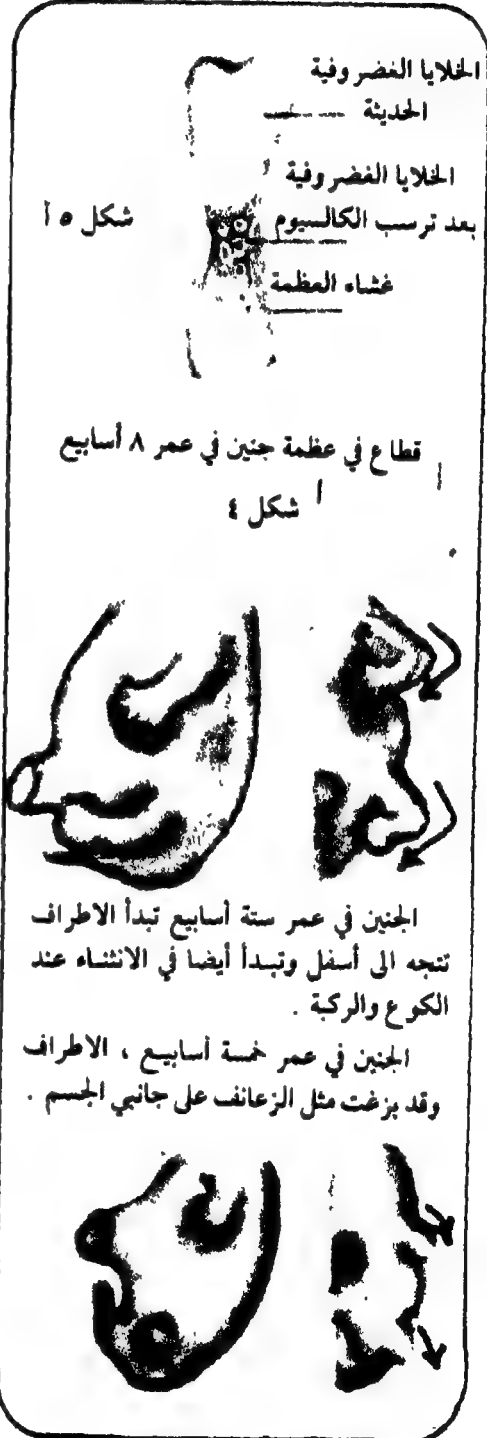 الخلايا الغضروفية
الحديثة
الخلايا الغضروفية
بعد ترسب الكالسيوم
شكل ٥ أ
غشاء العظمة
قطاع في عظمة جنين في عمر ٨ أسابيع
أ شكل ٤
الجنين في عمر ستة أسابيع تبدأ الاطراف
تتجه الى أسفل وتبدأ أيضا في الانثناء عند
الكوع والركبة .
الجنين في عمر خمسة أسابيع ، الاطراف
وقد بزغت مثل الزعانف على جانبي الجسم .